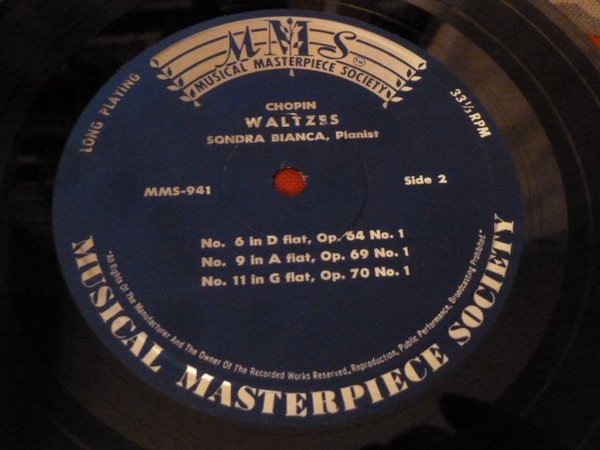 MMS
MUSICAL MASTERPIECE SOCIETY
LONG PLAYING
33⅓ RPM
CHOPIN
WALTZES
SONDRA BIANCA, Pianist
MMS-941
Side 2
No. 6 in D flat, Op. 64 No. 1
No. 9 in A flat, Op. 69 No. 1
No. 11 in G flat, Op. 70 No. 1
"All Rights Of The Manufacturer And The Owner Of The Recorded Works Reserved, Reproduction, Public Performance, Broadcasting Prohibited."
MUSICAL MASTERPIECE SOCIETY